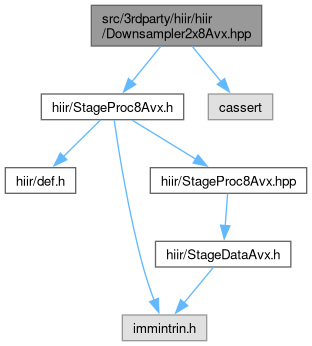 src/3rdparty/hiir/hiir
/Downsampler2x8Avx.hpp
hiir/StageProc8Avx.h
cassert
hiir/def.h
hiir/StageProc8Avx.hpp
hiir/StageDataAvx.h
immintrin.h